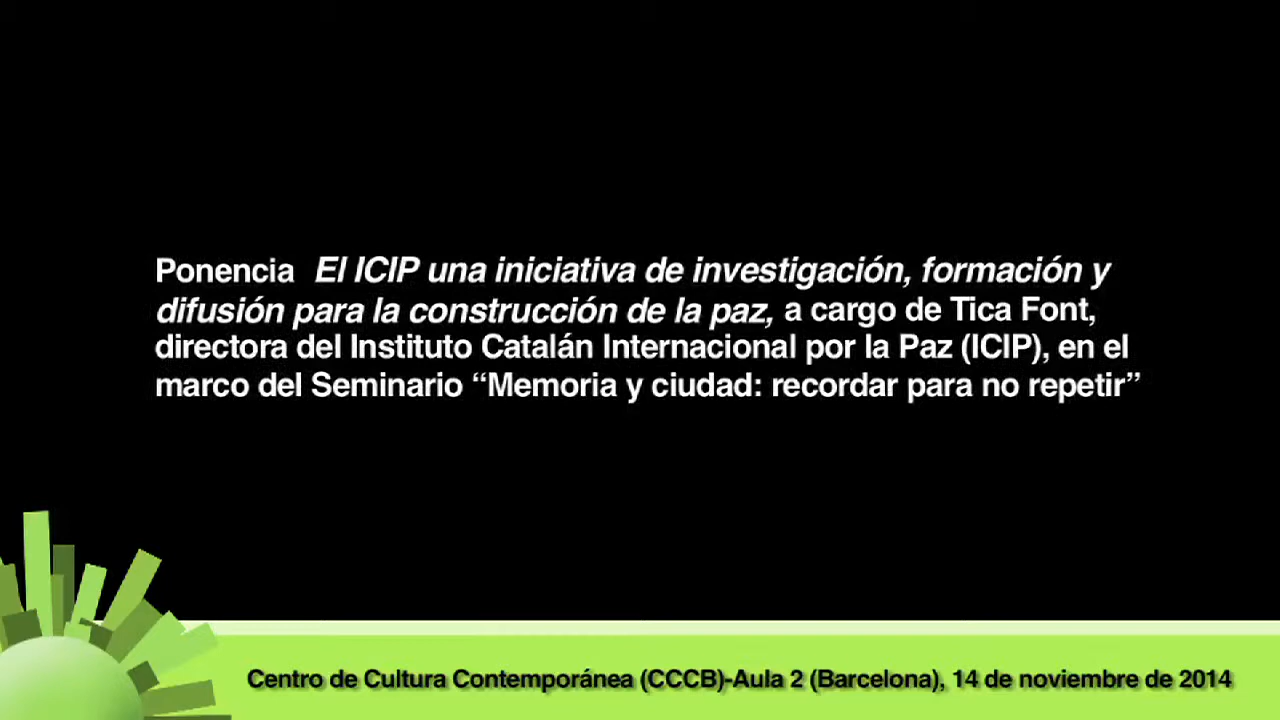 Ponencia El ICIP una iniciativa de investigación, formación y
difusión para la construcción de la paz, a cargo de Tica Font,
directora del Instituto Catalán Internacional por la Paz (ICIP), en el
marco del Seminario “Memoria y ciudad: recordar para no repetir”
Centro de Cultura Contemporánea (CCCB)-Aula 2 (Barcelona), 14 de noviembre de 2014